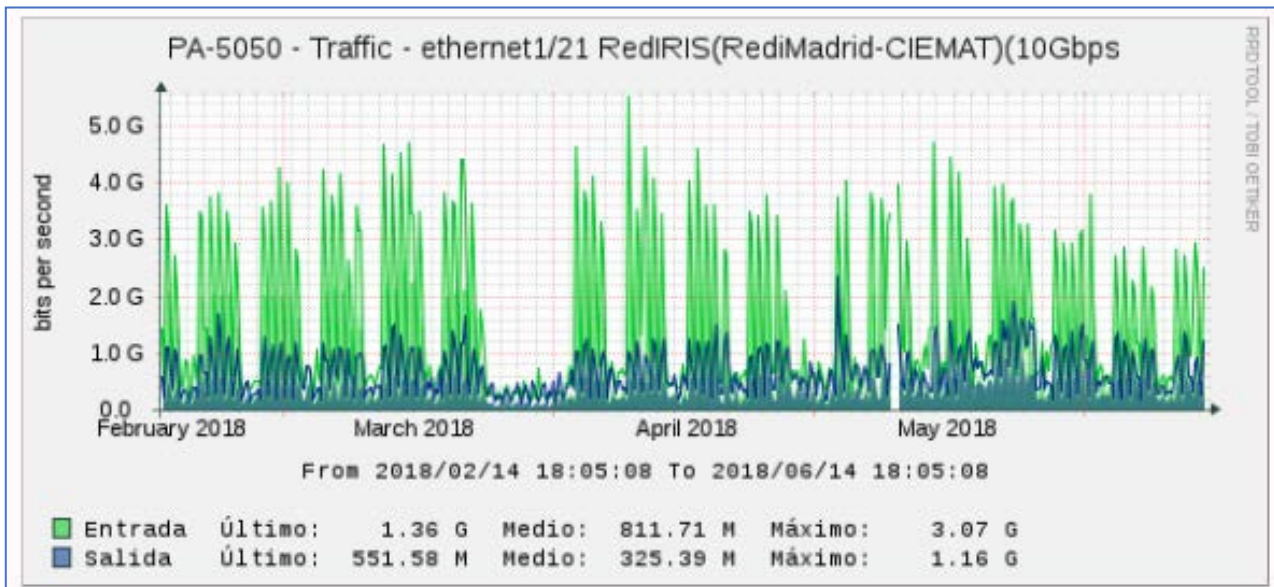 PA-5050 - Traffic - ethernet1/21 RedIRIS(RediMadrid-CIEMAT)(10Gbps
RRDTOOL / TOBI OETIKER
bits per second
5.0 G
4.0 G
3.0 G
2.0 G
1.0 G
0.0
February 2018 March 2018 April 2018 May 2018
From 2018/02/14 18:05:08 To 2018/06/14 18:05:08
Entrada Último: 1.36 G Medio: 811.71 M Máximo: 3.07 G
Salida Último: 551.58 M Medio: 325.39 M Máximo: 1.16 G